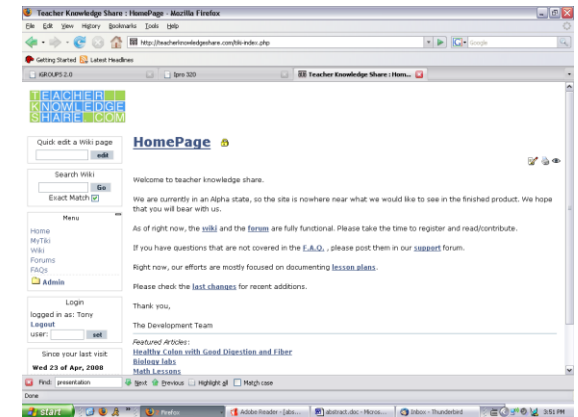 Teacher Knowledge Share : HomePage - Mozilla Firefox
File Edit View History Bookmarks Tools Help
http://teacherknowledgeshare.com/tiki-index.php
Google
Getting Started Latest Headlines
iGROUPS 2.0
Ipro 320
Teacher Knowledge Share : Hom...
TEACHER
KNOWLEDGE
SHARE.COM
Quick edit a Wiki page
edit
Search Wiki
Go
Exact Match
Menu
Home
MyTiki
Wiki
Forums
FAQs
Admin
Login
logged in as: Tony
Logout
user: set
Since your last visit
Wed 23 of Apr, 2008
HomePage
Welcome to teacher knowledge share.
We are currently in an Alpha state, so the site is nowhere near what we would like to see in the finished product. We hope
that you will bear with us.
As of right now, the wiki and the forum are fully functional. Please take the time to register and read/contribute.
If you have questions that are not covered in the F.A.Q. , please post them in our support forum.
Right now, our efforts are mostly focused on documenting lesson plans.
Please check the last changes for recent additions.
Thank you,
The Development Team
Featured Articles:
Healthy Colon with Good Digestion and Fiber
Biology labs
Math Lessons
Find: presentation Next Previous Highlight all Match case
Done
start
Firefox
Adobe Reader - [abs...
abstract.doc - Micros...
Inbox - Thunderbird
3:51 PM